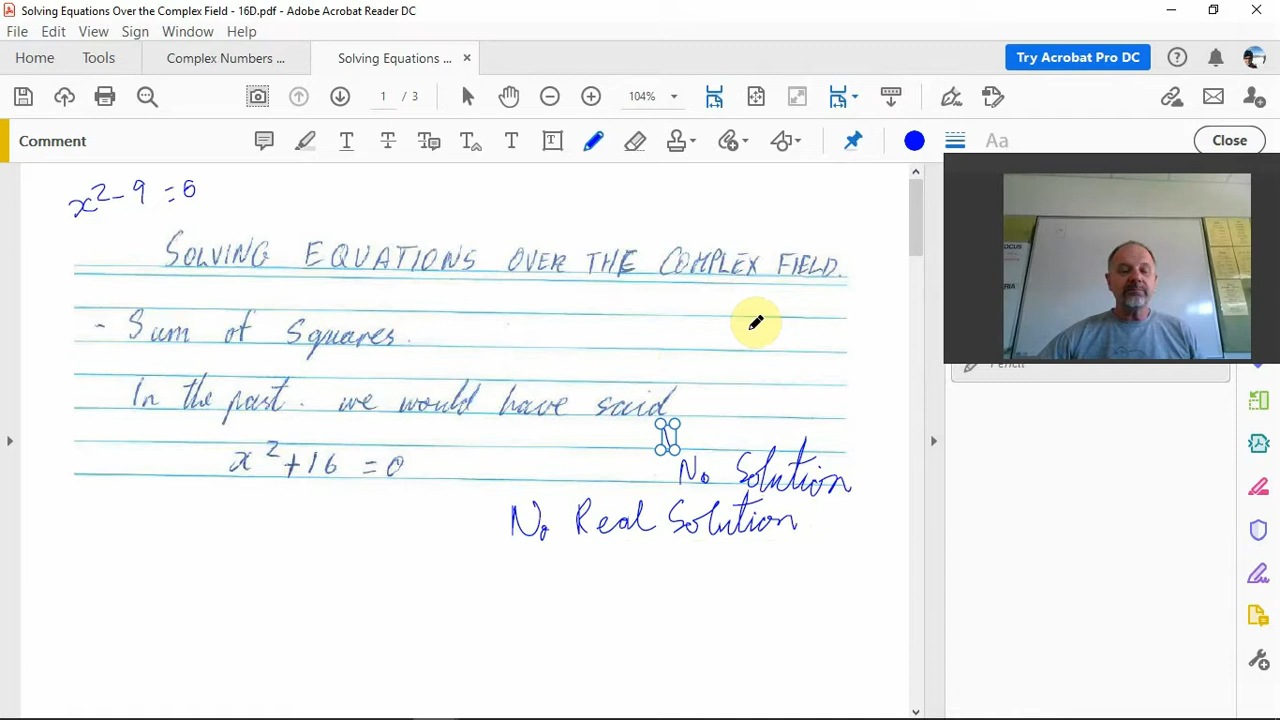 Solving Equations Over the Complex Field - 16D.pdf - Adobe Acrobat Reader DC
File Edit View Sign Window Help
Home Tools Complex Numbers ... Solving Equations ... ×
Try Acrobat Pro DC
1 / 3 104%
Comment
Aa
Close
x² - 9 = 0
SOLVING EQUATIONS OVER THE COMPLEX FIELD.
- Sum of Squares.
In the past. we would have said
x² + 16 = 0
No Solution
No Real Solution
Pencil